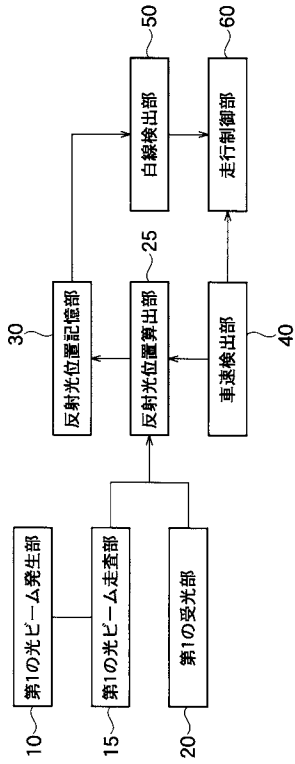 10
第1の光ビーム発生部
15
第1の光ビーム走査部
20
第1の受光部
30
反射光位置記憶部
25
反射光位置算出部
40
車速検出部
50
白線検出部
60
走行制御部